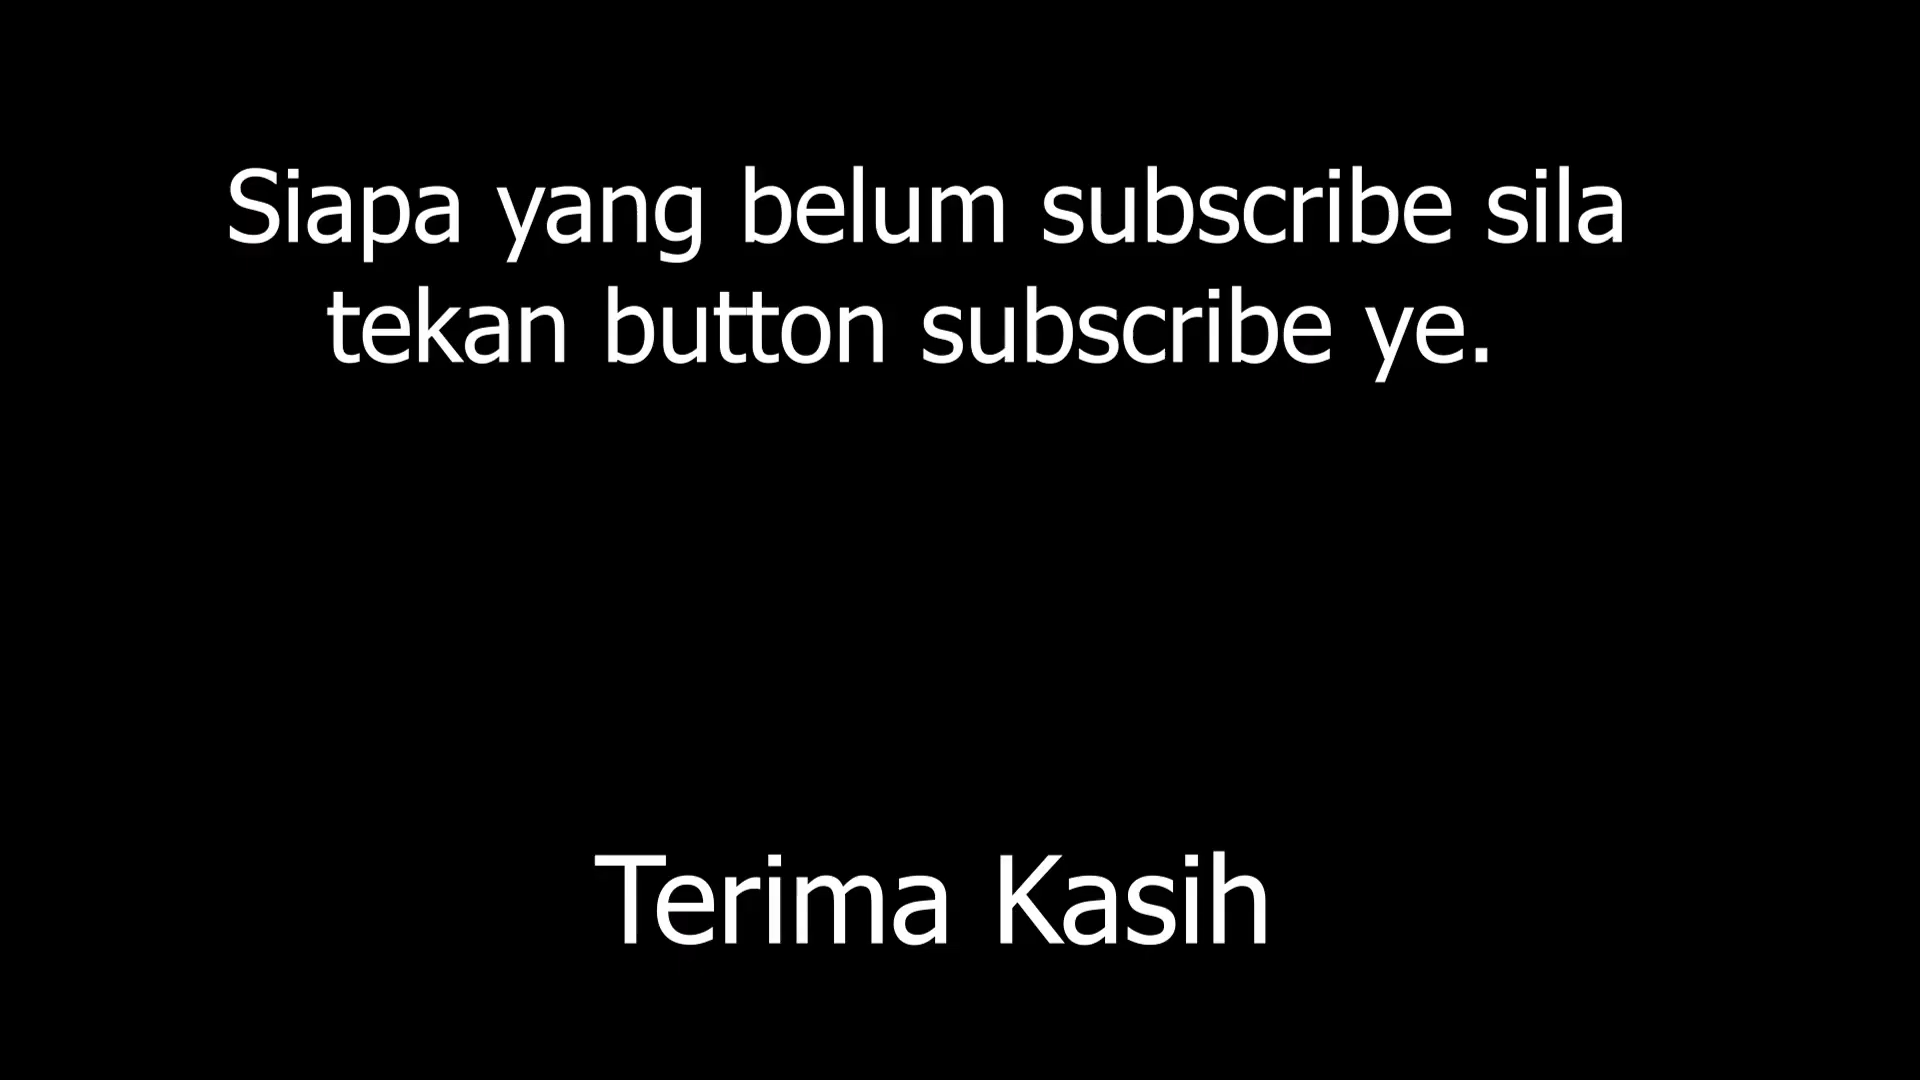 Siapa yang belum subscribe sila
tekan button subscribe ye.
Terima Kasih